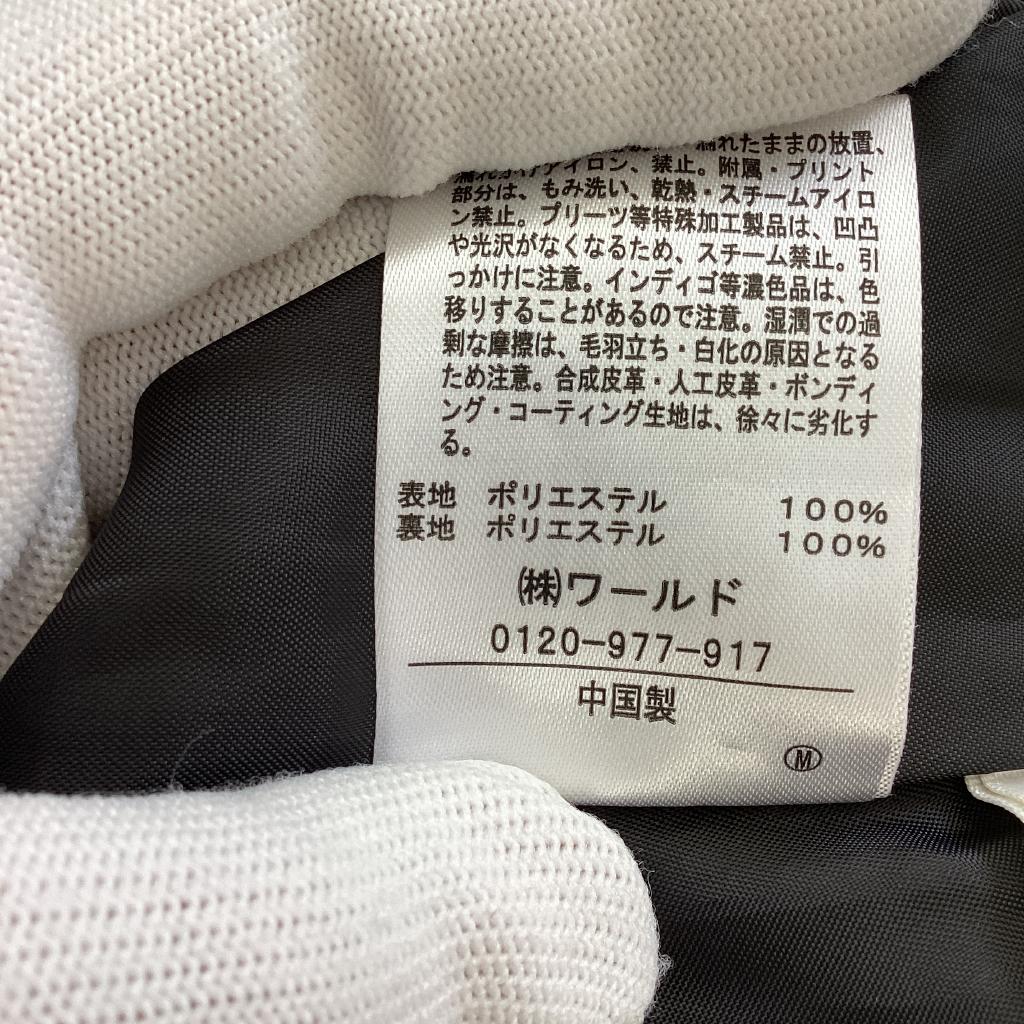 れたままの放置、
アイロン、禁止。附属・プリント
部分は、もみ洗い、乾熱・スチームアイロ
ン禁止。プリーツ等特殊加工製品は、凹凸
や光沢がなくなるため、スチーム禁止。引
っかけに注意。インディゴ等濃色品は、色
移りすることがあるので注意。湿潤での過
剰な摩擦は、毛羽立ち・白化の原因となる
ため注意。合成皮革・人工皮革・ボンディ
ング・コーティング生地は、徐々に劣化す
る。
表地 ポリエステル 100%
裏地 ポリエステル 100%
㈱ワールド
0120-977-917
中国製
Ⓜ